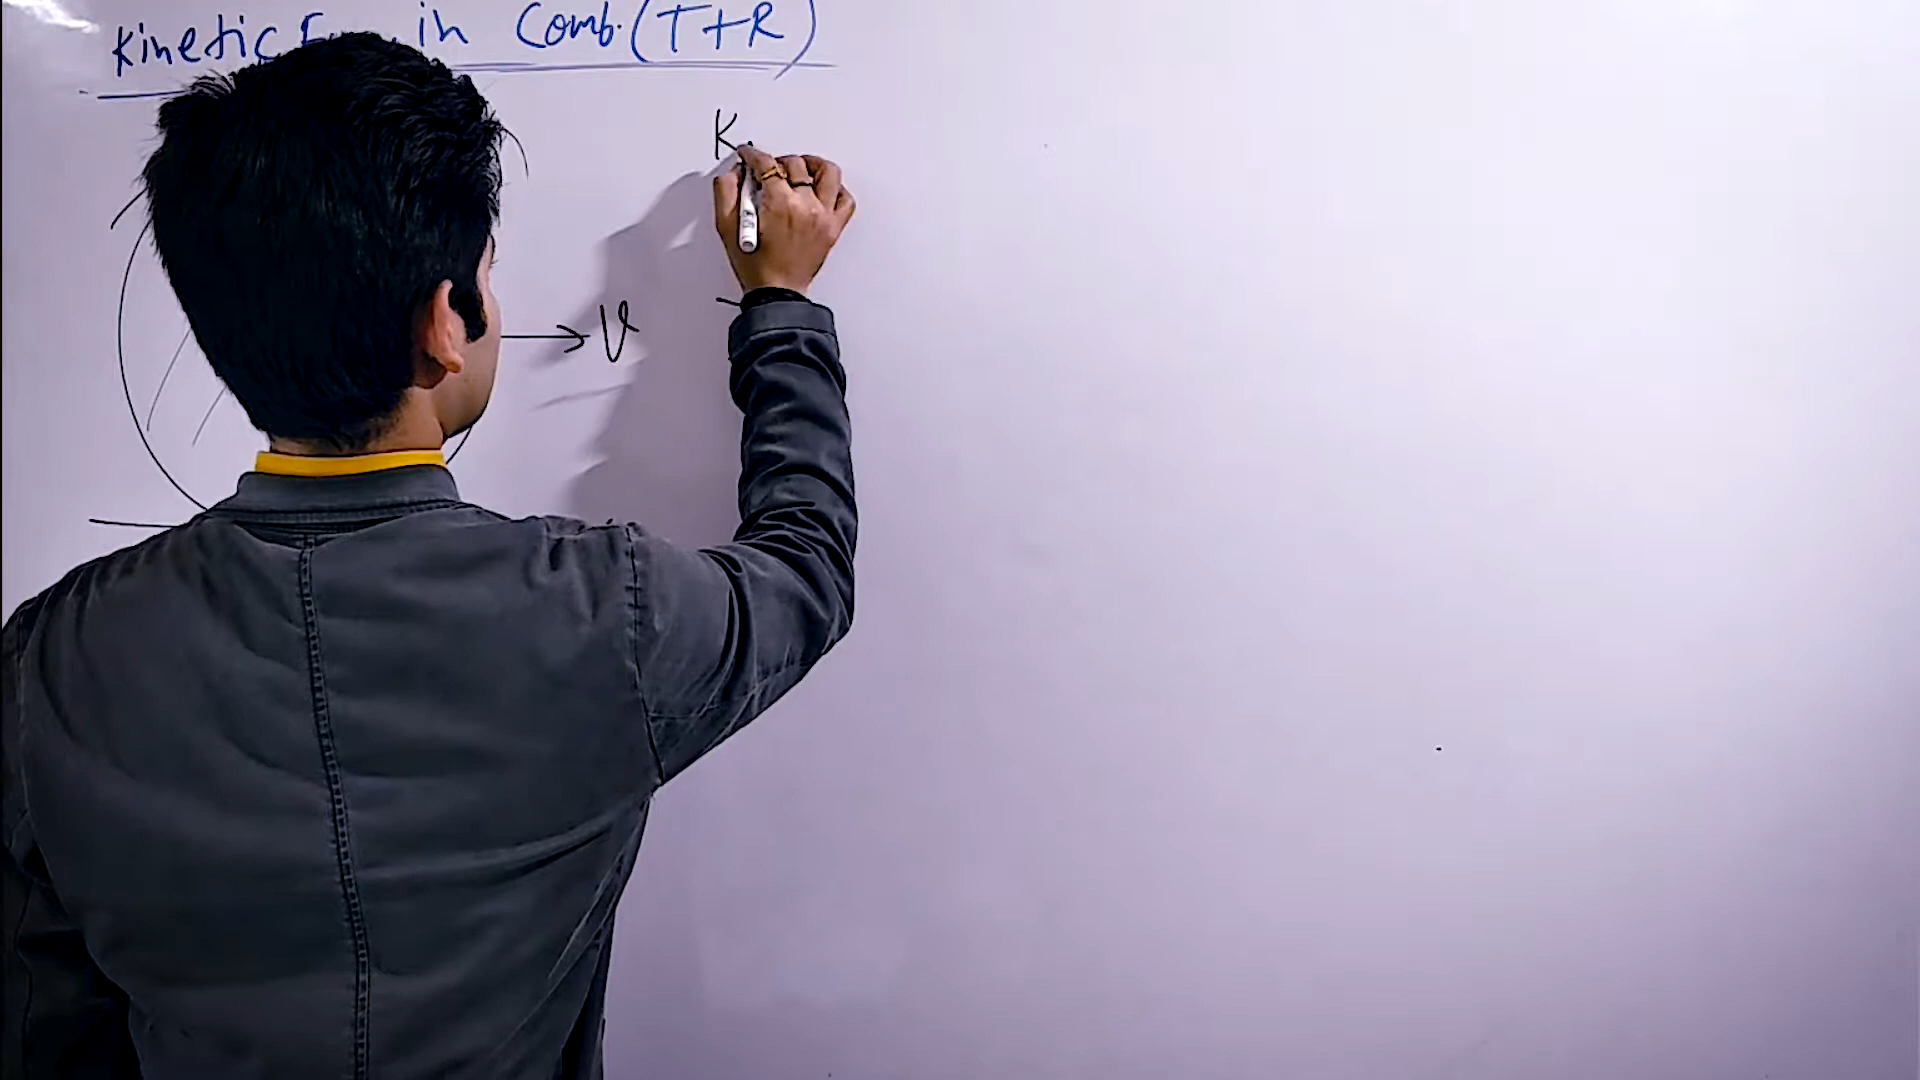 Kinetic in Comb. (T+R)
K.
V